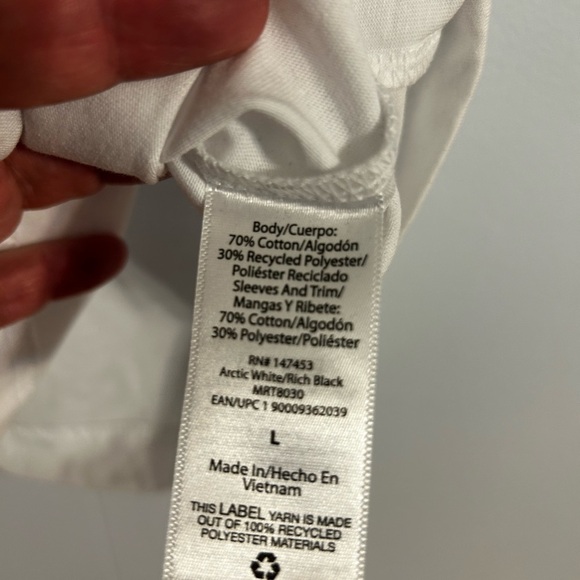 Body/Cuerpo:
70% Cotton/Algodón
30% Recycled Polyester/
Poliéster Reciclado
Sleeves And Trim/
Mangas Y Ribete:
70% Cotton/Algodón
30% Polyester/Poliéster
RN# 147453
Arctic White/Rich Black
MRT8030
EAN/UPC 1 90009362039
L
Made In/Hecho En
Vietnam
THIS LABEL YARN IS MADE
OUT OF 100% RECYCLED
POLYESTER MATERIALS